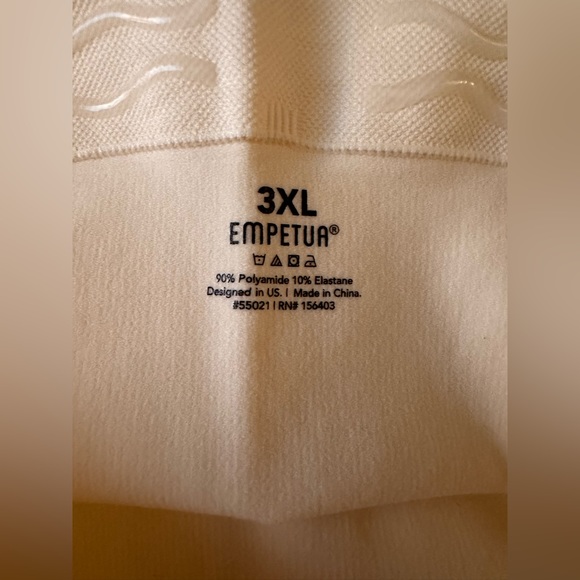 3XL
EMPETUA®
90% Polyamide 10% Elastane
Designed in US. | Made in China.
#55021 | RN# 156403